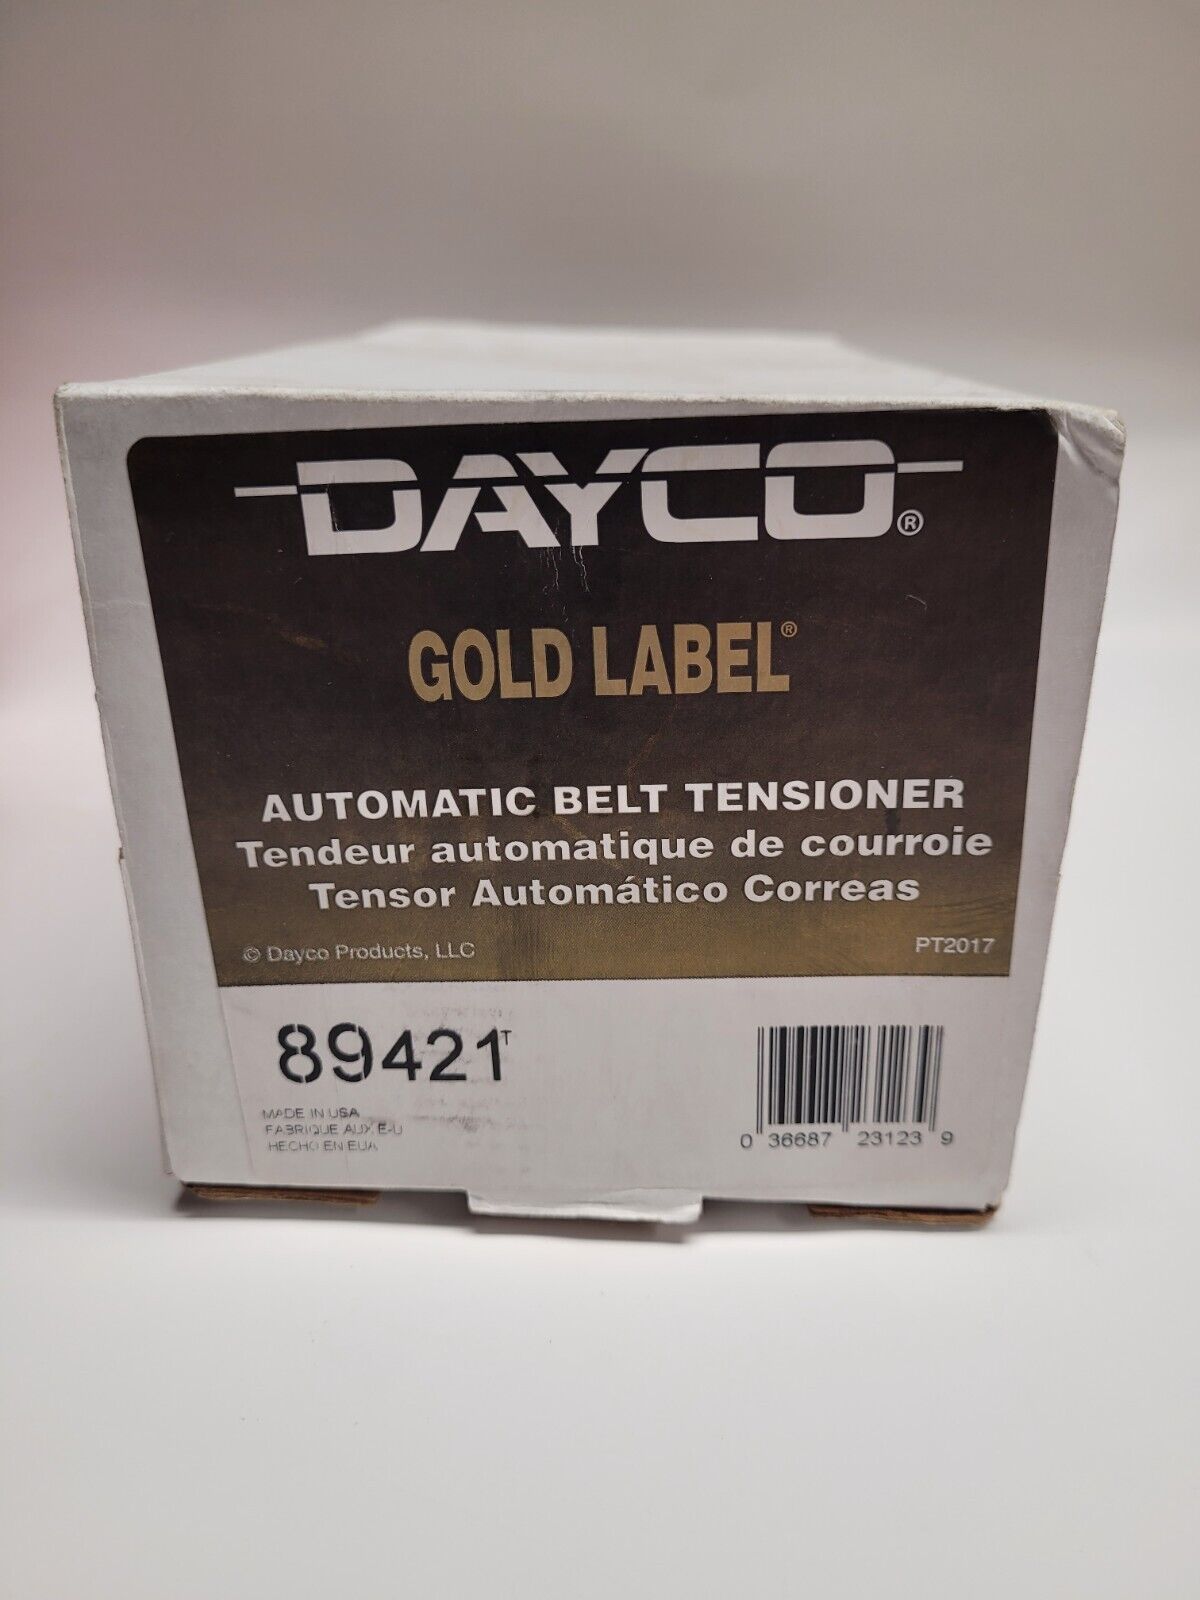 DAYCO®
GOLD LABEL®
AUTOMATIC BELT TENSIONER
Tendeur automatique de courroie
Tensor Automático Correas
© Dayco Products, LLC PT2017
89421T
MADE IN USA
FABRIQUE AUX E-U
HECHO EN EUA
0 36687 23123 9